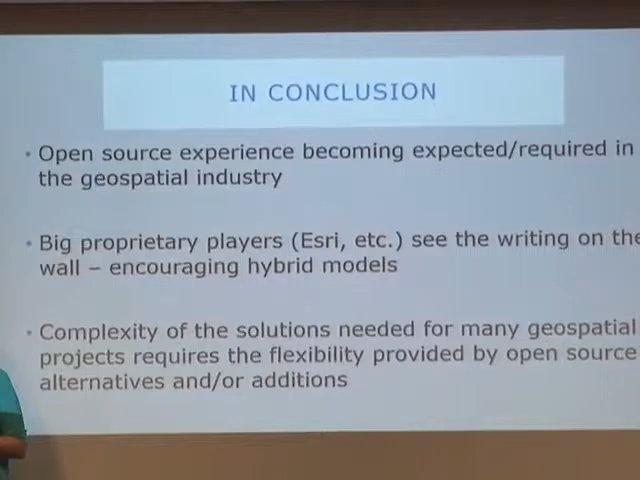 IN CONCLUSION
• Open source experience becoming expected/required in
the geospatial industry
• Big proprietary players (Esri, etc.) see the writing on the
wall – encouraging hybrid models
• Complexity of the solutions needed for many geospatial
projects requires the flexibility provided by open source
alternatives and/or additions